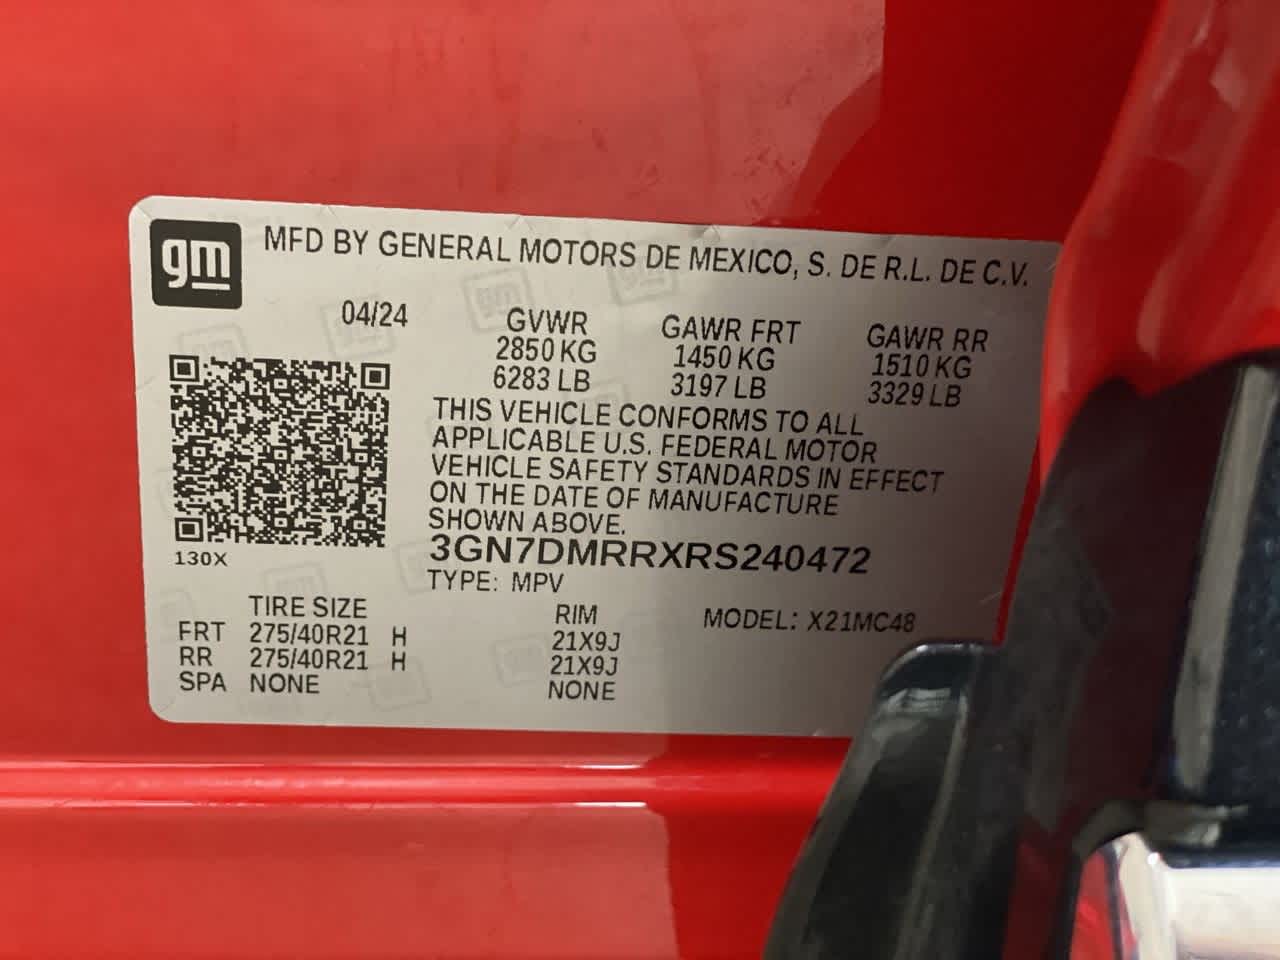 gm MFD BY GENERAL MOTORS DE MEXICO, S. DE R.L. DE C.V.
04/24 GVWR GAWR FRT GAWR RR
2850 KG 1450 KG 1510 KG
6283 LB 3197 LB 3329 LB
THIS VEHICLE CONFORMS TO ALL
APPLICABLE U.S. FEDERAL MOTOR
VEHICLE SAFETY STANDARDS IN EFFECT
ON THE DATE OF MANUFACTURE
SHOWN ABOVE.
130X
3GN7DMRRXRS240472
TYPE: MPV
TIRE SIZE RIM MODEL: X21MC48
FRT 275/40R21 H 21X9J
RR 275/40R21 H 21X9J
SPA NONE NONE